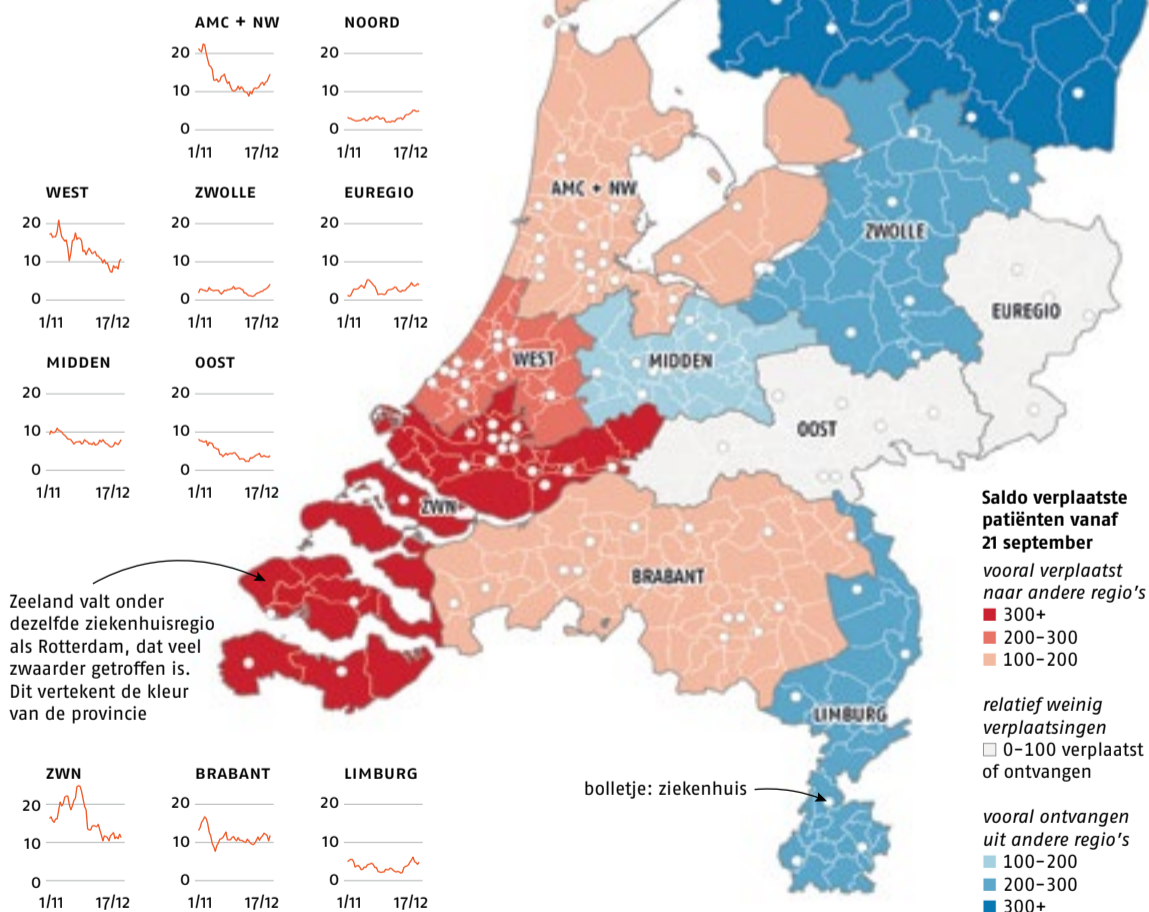 AMC + NW
20
10
0
1/11 17/12
NOORD
20
10
0
1/11 17/12
WEST
20
10
0
1/11 17/12
ZWOLLE
20
10
0
1/11 17/12
EUREGIO
20
10
0
1/11 17/12
MIDDEN
20
10
0
1/11 17/12
OOST
20
10
0
1/11 17/12
Zeeland valt onder
dezelfde ziekenhuisregio
als Rotterdam, dat veel
zwaarder getroffen is.
Dit vertekent de kleur
van de provincie
ZWN
20
10
0
1/11 17/12
BRABANT
20
10
0
1/11 17/12
LIMBURG
20
10
0
1/11 17/12
AMC + NW
ZWOLLE
EUREGIO
WEST
MIDDEN
OOST
ZWN
BRABANT
LIMBURG
bolletje: ziekenhuis
Saldo verplaatste
patiënten vanaf
21 september
vooral verplaatst
naar andere regio's
300+
200-300
100-200
relatief weinig
verplaatsingen
0-100 verplaatst
of ontvangen
vooral ontvangen
uit andere regio's
100-200
200-300
300+